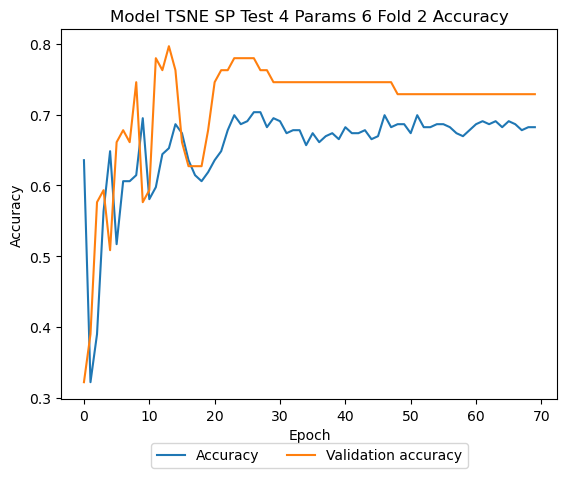 Model TSNE SP Test 4 Params 6 Fold 2 Accuracy
0.8
0.7
0.6
0.5
0.4
0.3
Accuracy
0 10 20 30 40 50 60 70
Epoch
Accuracy Validation accuracy